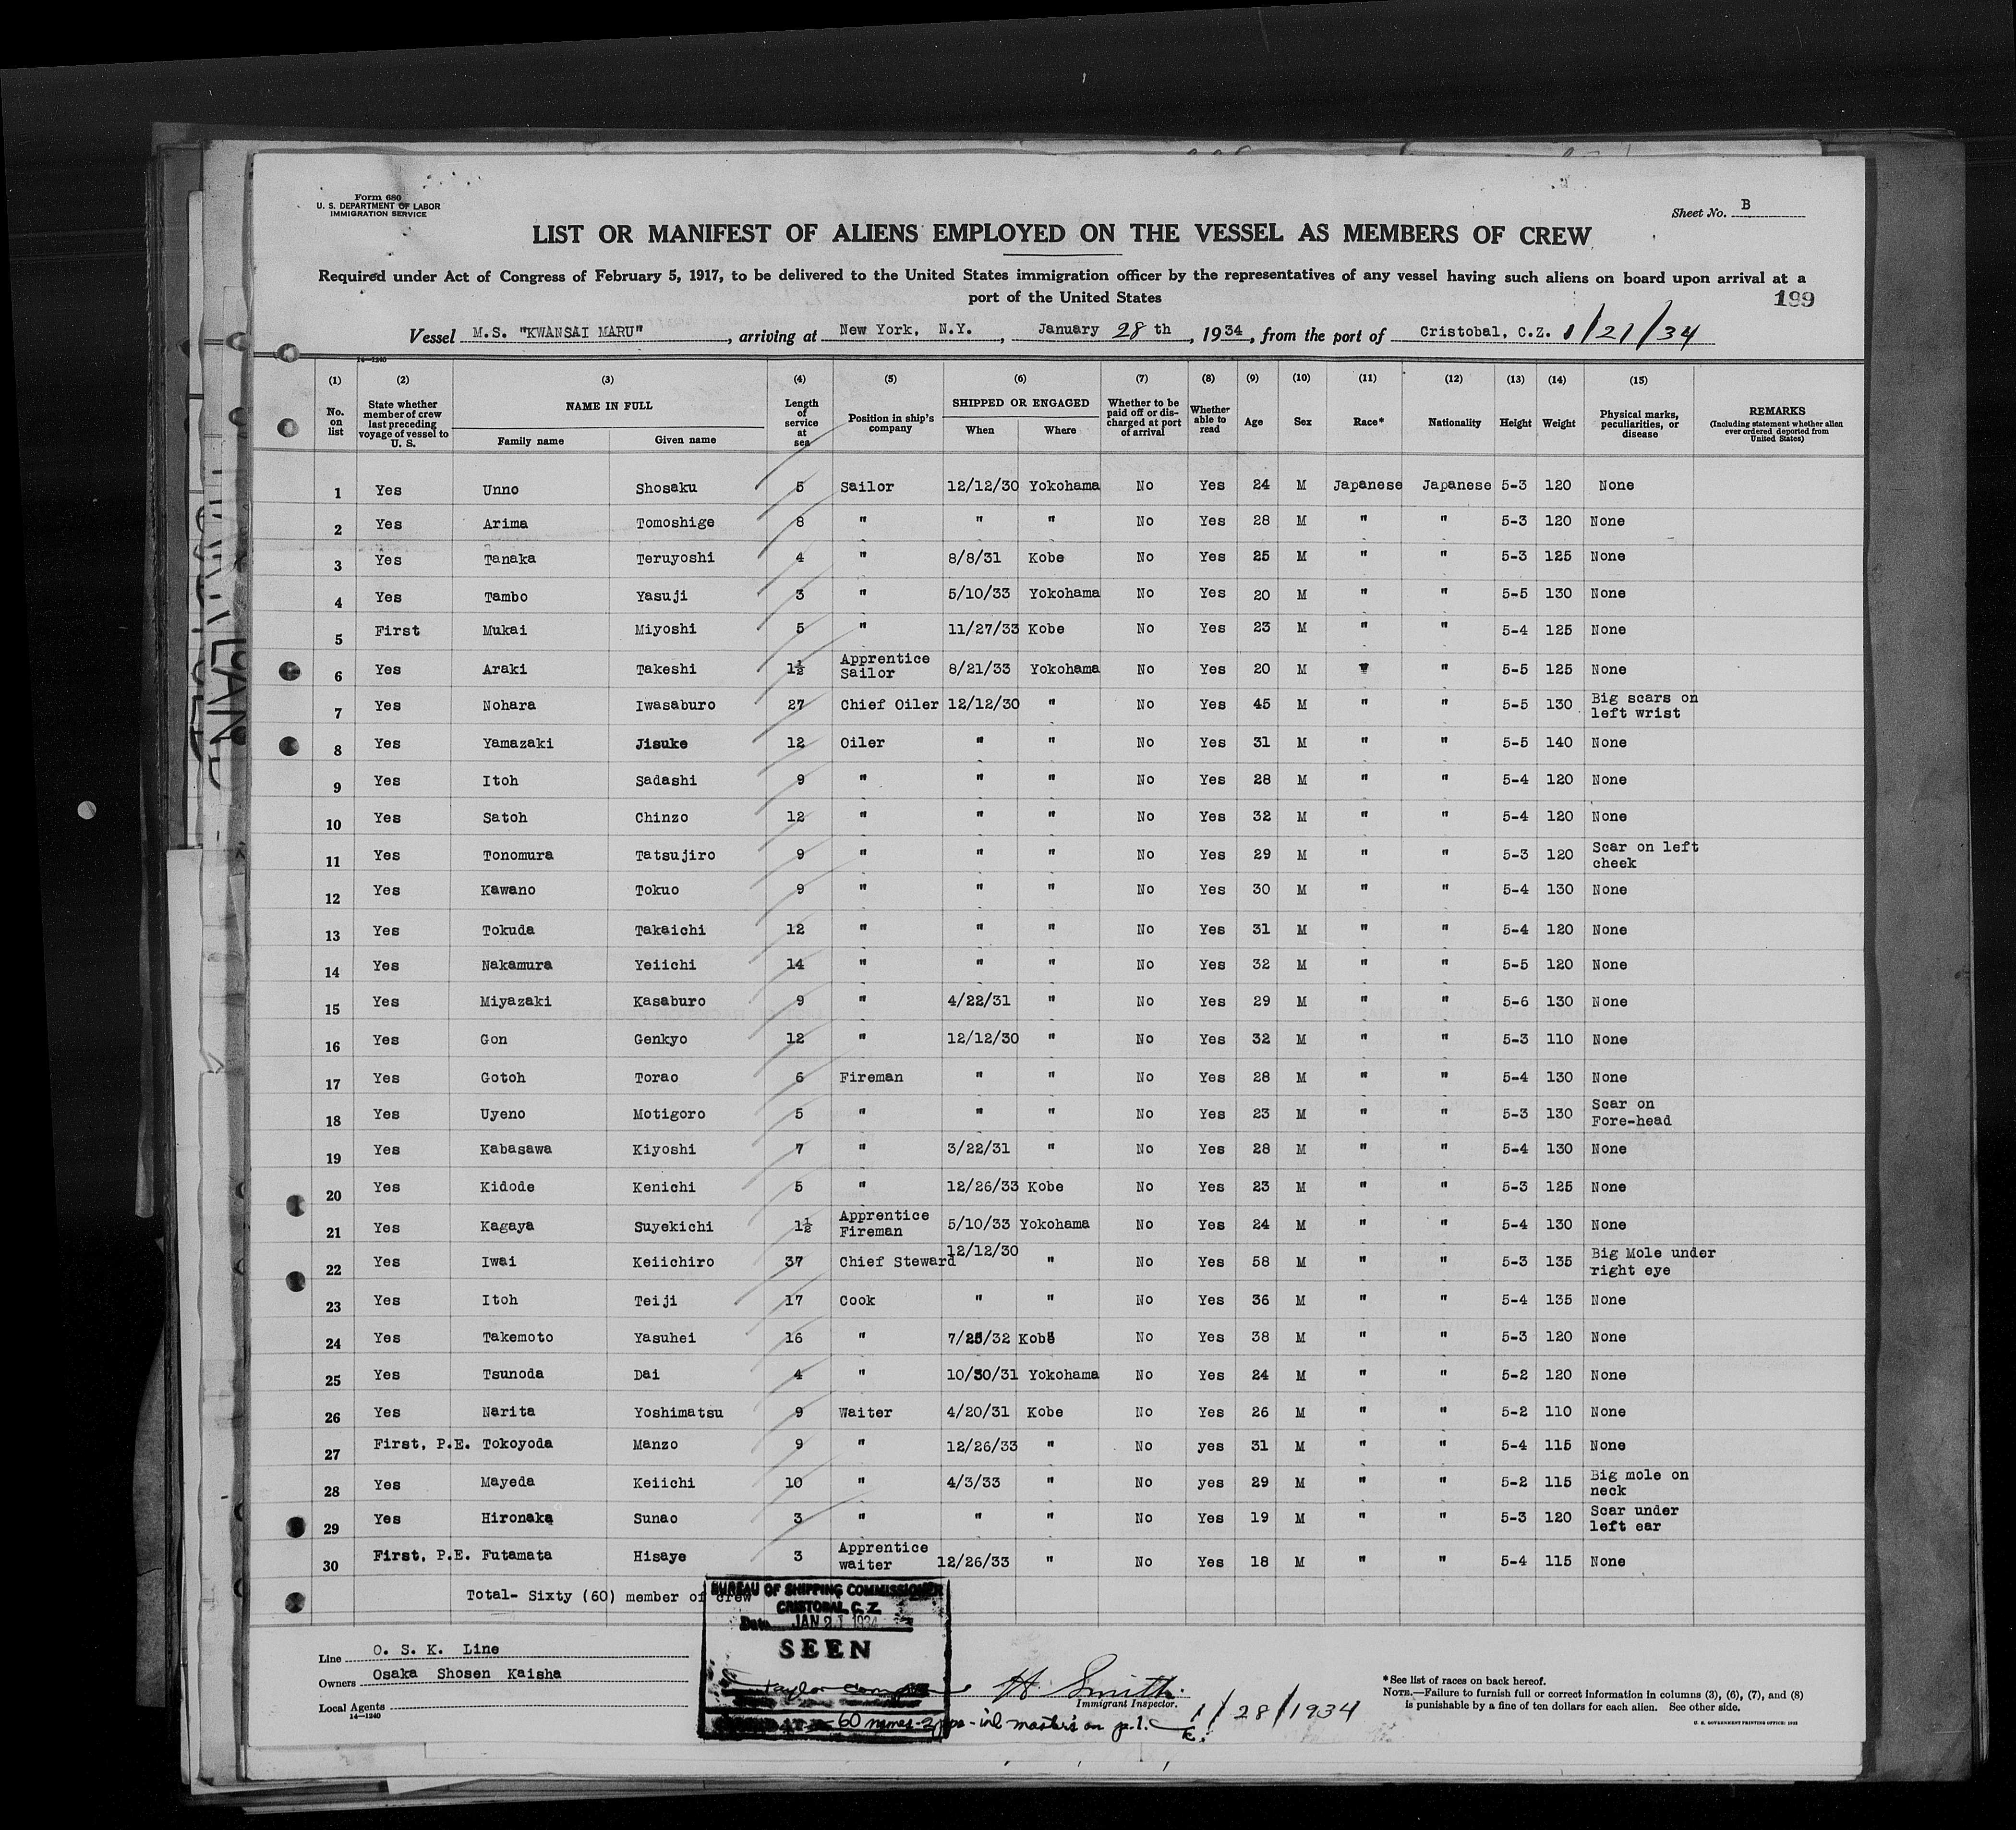 Form 680
U. S. DEPARTMENT OF LABOR
IMMIGRATION SERVICE
Sheet No. B
LIST OR MANIFEST OF ALIENS EMPLOYED ON THE VESSEL AS MEMBERS OF CREW
Required under Act of Congress of February 5, 1917, to be delivered to the United States immigration officer by the representatives of any vessel having such aliens on board upon arrival at a
port of the United States
199
Vessel M.S. "KWANSAI MARU", arriving at New York, N.Y., January 28 th, 1934, from the port of Cristobal, C.Z. 1/21/34
14—1240
(1) (2) (3) (4) (5) (6) (7) (8) (9) (10) (11) (12) (13) (14) (15)
No. on list
State whether member of crew last preceding voyage of vessel to U. S.
NAME IN FULL
Family name Given name
Length of service at sea
Position in ship's company
SHIPPED OR ENGAGED
When Where
Whether to be paid off or discharged at port of arrival
Whether able to read
Age
Sex
Race*
Nationality
Height
Weight
Physical marks, peculiarities, or disease
REMARKS
(Including statement whether alien ever ordered deported from United States)
1 Yes Unno Shosaku 5 Sailor 12/12/30 Yokohama No Yes 24 M Japanese Japanese 5-3 120 None
2 Yes Arima Tomoshige 8 " " " No Yes 28 M " " 5-3 120 None
3 Yes Tanaka Teruyoshi 4 " 8/8/31 Kobe No Yes 25 M " " 5-3 125 None
4 Yes Tambo Yasuji 3 " 5/10/33 Yokohama No Yes 20 M " " 5-5 130 None
5 First Mukai Miyoshi 5 " 11/27/33 Kobe No Yes 23 M " " 5-4 125 None
6 Yes Araki Takeshi 1½ Apprentice Sailor 8/21/33 Yokohama No Yes 20 M " " 5-5 125 None
7 Yes Nohara Iwasaburo 27 Chief Oiler 12/12/30 " No Yes 45 M " " 5-5 130 Big scars on left wrist
8 Yes Yamazaki Jisuke 12 Oiler " " No Yes 31 M " " 5-5 140 None
9 Yes Itoh Sadashi 9 " " " No Yes 28 M " " 5-4 120 None
10 Yes Satoh Chinzo 12 " " " No Yes 32 M " " 5-4 120 None
11 Yes Tonomura Tatsujiro 9 " " " No Yes 29 M " " 5-3 120 Scar on left cheek
12 Yes Kawano Tokuo 9 " " " No Yes 30 M " " 5-4 130 None
13 Yes Tokuda Takaichi 12 " " " No Yes 31 M " " 5-4 120 None
14 Yes Nakamura Yeiichi 14 " " " No Yes 32 M " " 5-5 120 None
15 Yes Miyazaki Kasaburo 9 " 4/22/31 " No Yes 29 M " " 5-6 130 None
16 Yes Gon Genkyo 12 " 12/12/30 " No Yes 32 M " " 5-3 110 None
17 Yes Gotoh Torao 6 Fireman " " No Yes 28 M " " 5-4 130 None
18 Yes Uyeno Motigoro 5 " " " No Yes 23 M " " 5-3 130 Scar on Fore-head
19 Yes Kabasawa Kiyoshi 7 " 3/22/31 " No Yes 28 M " " 5-4 130 None
20 Yes Kidode Kenichi 5 " 12/26/33 Kobe No Yes 23 M " " 5-3 125 None
21 Yes Kagaya Suyekichi 1½ Apprentice Fireman 5/10/33 Yokohama No Yes 24 M " " 5-4 130 None
22 Yes Iwai Keiichiro 37 Chief Steward 12/12/30 " No Yes 58 M " " 5-3 135 Big Mole under right eye
23 Yes Itoh Teiji 17 Cook " " No Yes 36 M " " 5-4 135 None
24 Yes Takemoto Yasuhei 16 " 7/25/32 Kobe No Yes 38 M " " 5-3 120 None
25 Yes Tsunoda Dai 4 " 10/30/31 Yokohama No Yes 24 M " " 5-2 120 None
26 Yes Narita Yoshimatsu 9 Waiter 4/20/31 Kobe No Yes 26 M " " 5-2 110 None
27 First, P.E. Tokoyoda Manzo 9 " 12/26/33 " No yes 31 M " " 5-4 115 None
28 Yes Mayeda Keiichi 10 " 4/3/33 " No yes 29 M " " 5-2 115 Big mole on neck
29 Yes Hironaka Sunao 3 " " " No Yes 19 M " " 5-3 120 Scar under left ear
30 First, P.E. Futamata Hisaye 3 Apprentice waiter 12/26/33 " No Yes 18 M " " 5-4 115 None
Total- Sixty (60) member of crew
BUREAU OF SHIPPING COMMISSIONER
CRISTOBAL, C. Z.
Date JAN 21 1934
SEEN
Line O. S. K. Line
Owners Osaka Shosen Kaisha
Local Agents
14—1240
H Smith
Immigrant Inspector.
1/28/1934
60 names - 2 pps - incl master's on p. 1.
*See list of races on back hereof.
NOTE.—Failure to furnish full or correct information in columns (3), (6), (7), and (8)
is punishable by a fine of ten dollars for each alien. See other side.
U. S. GOVERNMENT PRINTING OFFICE: 1932